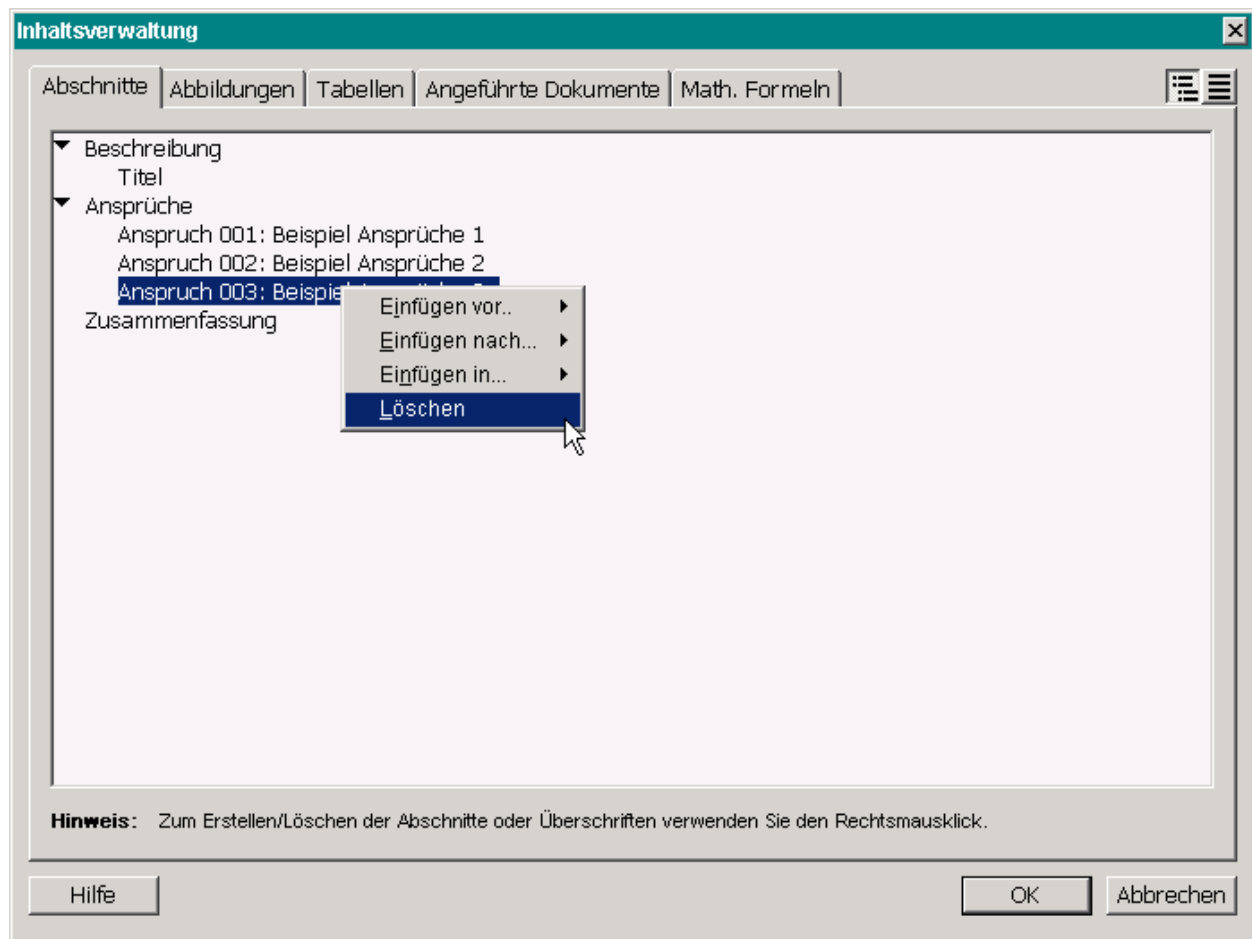 Inhaltsverwaltung
Abschnitte Abbildungen Tabellen Angeführte Dokumente Math. Formeln
Beschreibung
Titel
Ansprüche
Anspruch 001: Beispiel Ansprüche 1
Anspruch 002: Beispiel Ansprüche 2
Anspruch 003:
Zusammenfassung
Einfügen vor..
Einfügen nach...
Einfügen in...
Löschen
Hinweis: Zum Erstellen/Löschen der Abschnitte oder Überschriften verwenden Sie den Rechtsmausklick.
Hilfe OK Abbrechen